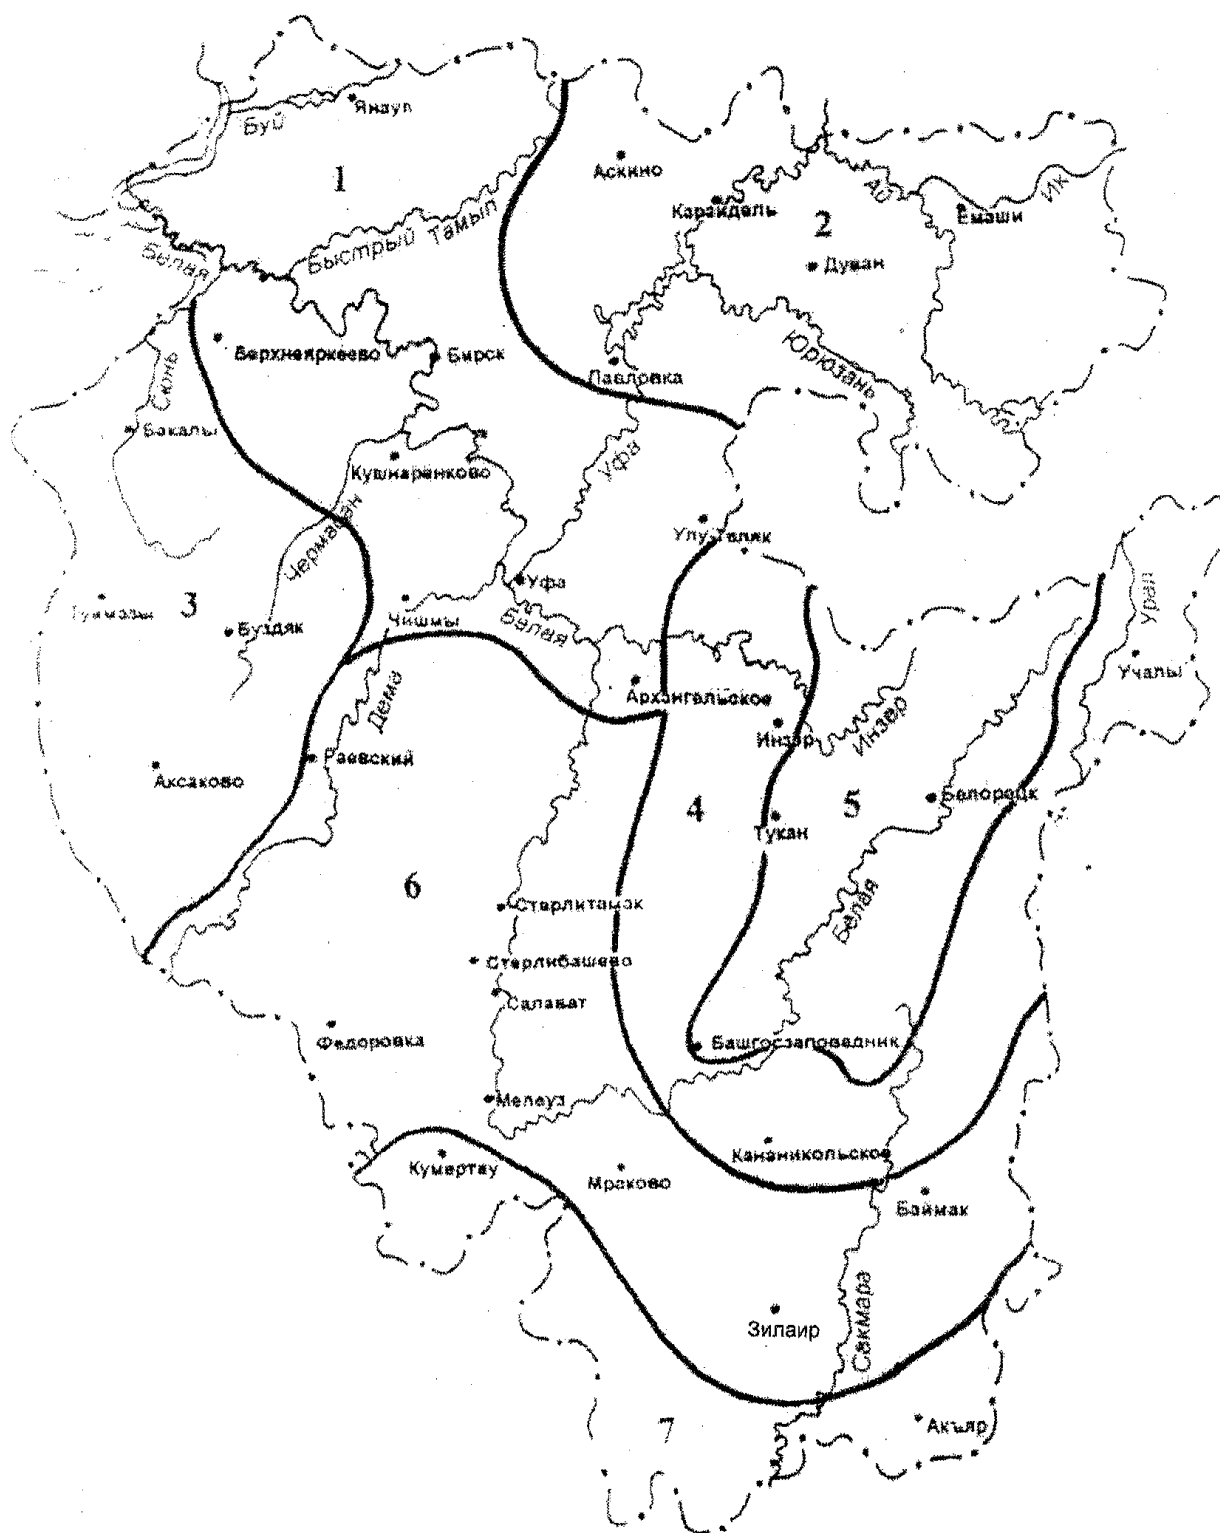 Янаул
Буй
1
Аскино
Караидель
Ай
Ик
Емаши
2
Быстрый Танып
Белая
Дуван
Верхнеяркеево
Бирск
Павловка
Юрюзань
Сюнь
Бакалы
Кушнаренково
Уфа
Чермасан
Улу-Теляк
Уфа
Туймазы
3
Буздяк
Чишмы
Белая
Урал
Учалы
Архангельское
Дема
Инзер
Инзер
Раевский
Аксаково
Белорецк
4
5
Тукан
6
Стерлитамак
Белая
Стерлибашево
Салават
Федоровка
Башгосзаповедник
Мелеуз
Кананикольское
Кумертау
Мраково
Баймак
Зилаир
Сакмара
7
Акъяр